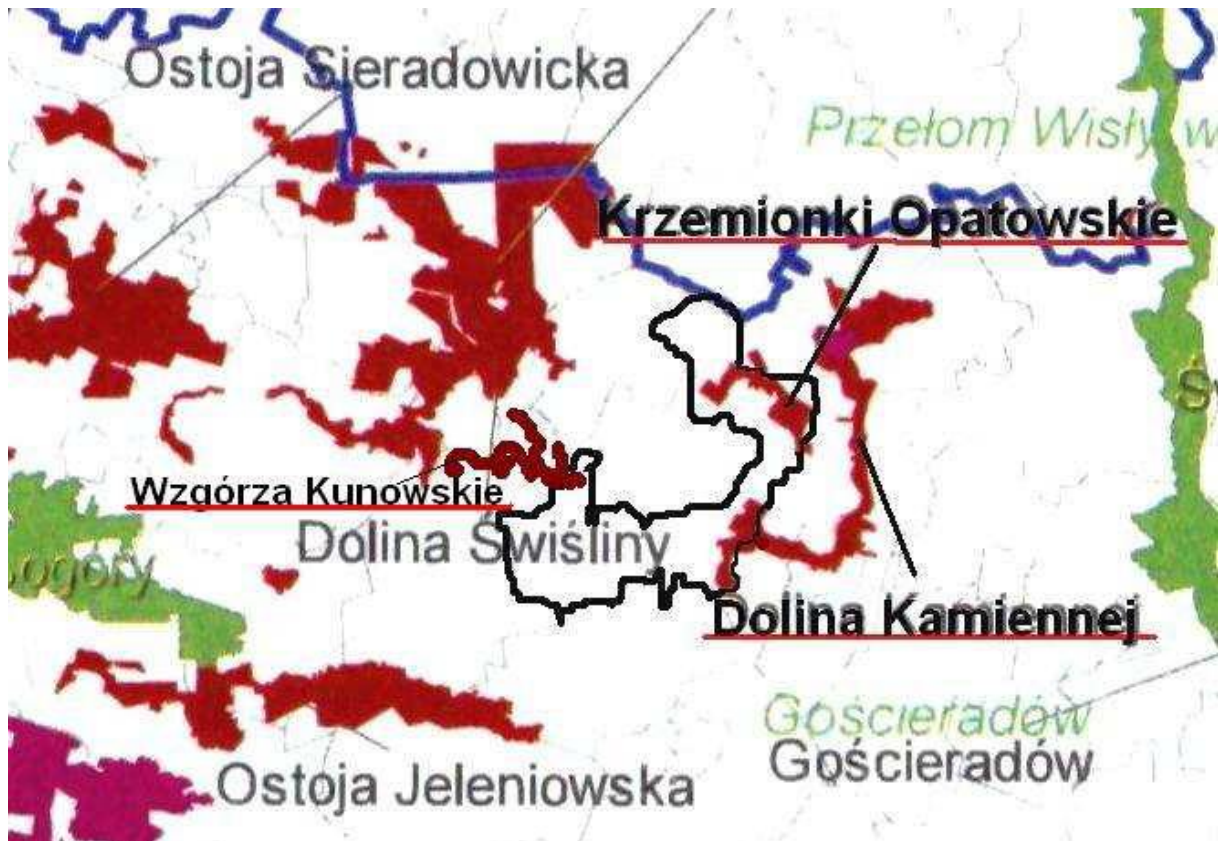 Ostoja Sieradowicka
Przełom Wisły w
Krzemionki Opatowskie
Wzgórza Kunowskie
Dolina Świśliny
Dolina Kamiennej
Gościeradów
Gościeradów
Ostoja Jeleniowska